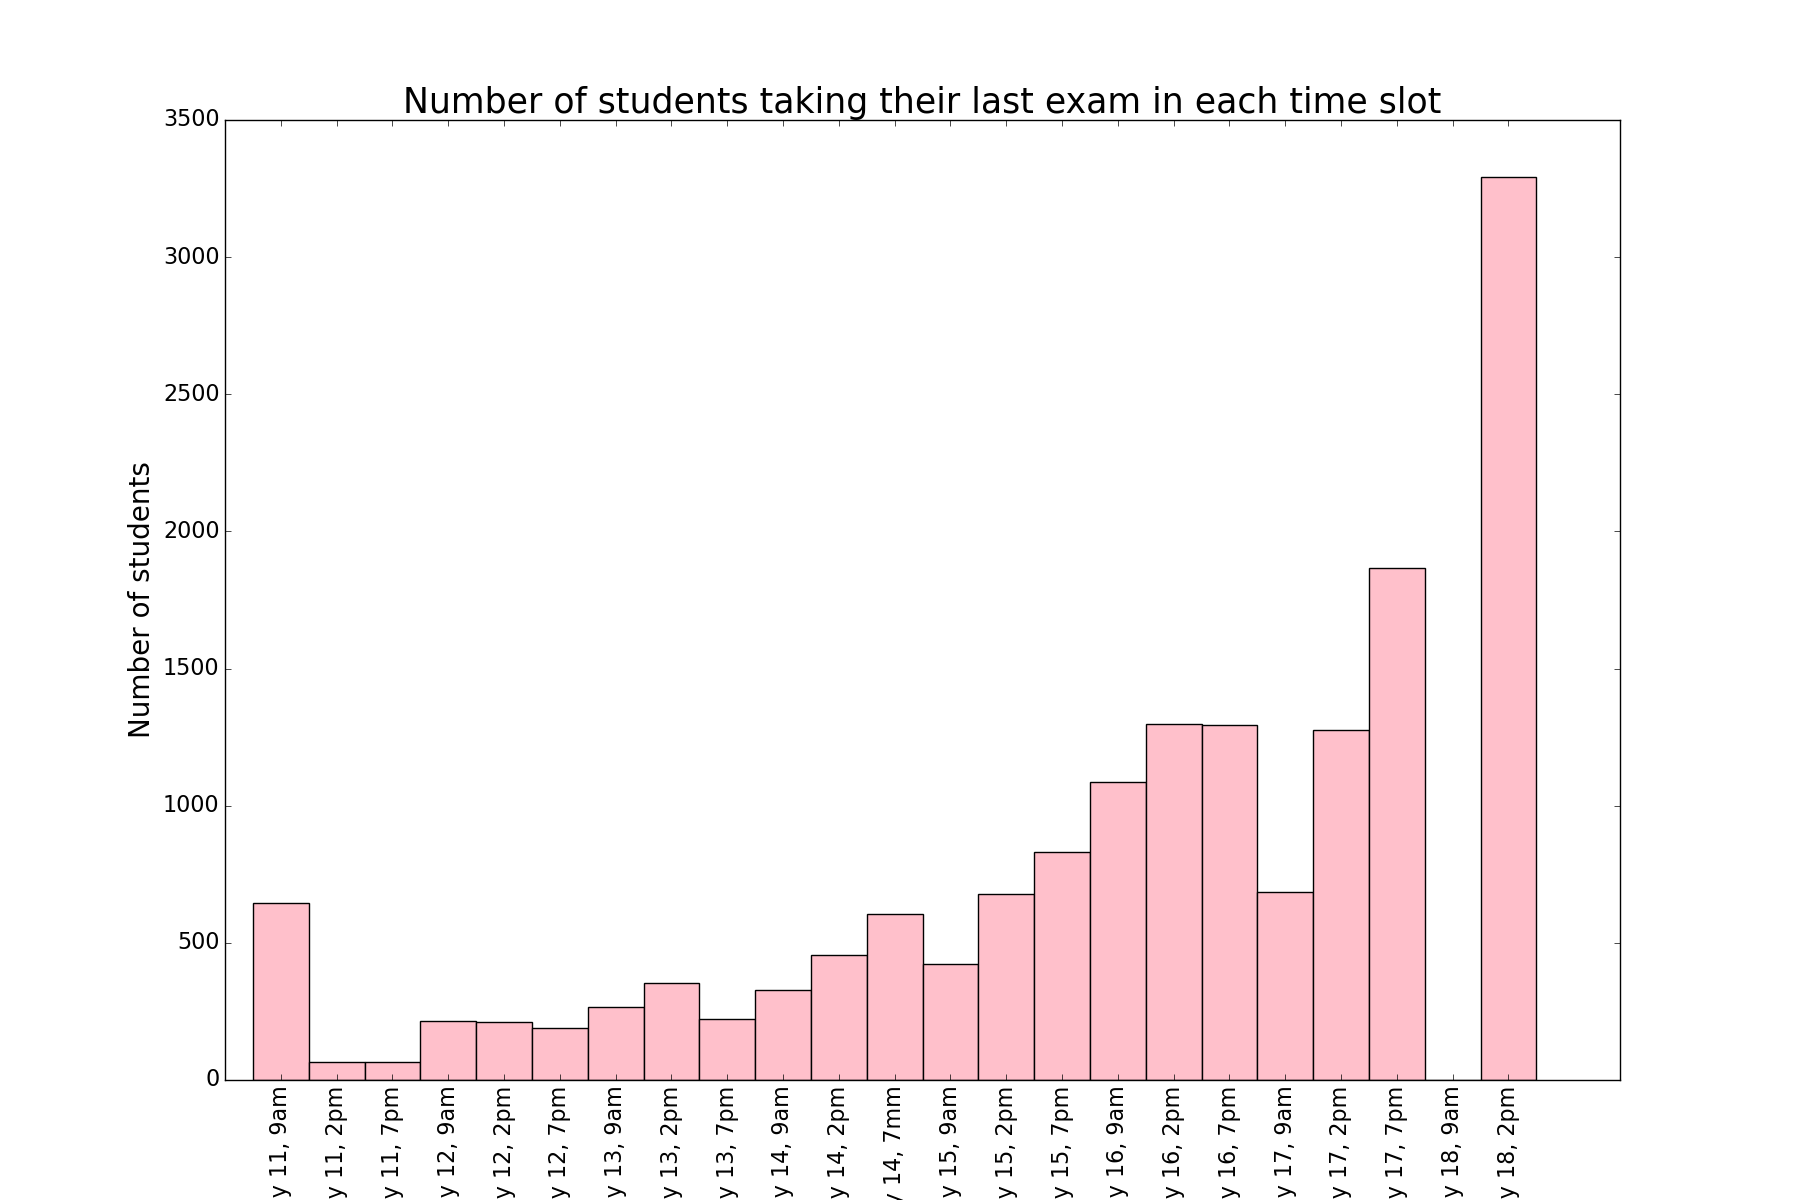 Number of students taking their last exam in each time slot
Number of students
3500
3000
2500
2000
1500
1000
500
0
y 11, 9am
y 11, 2pm
y 11, 7pm
y 12, 9am
y 12, 2pm
y 12, 7pm
y 13, 9am
y 13, 2pm
y 13, 7pm
y 14, 9am
y 14, 2pm
y 14, 7mm
y 15, 9am
y 15, 2pm
y 15, 7pm
y 16, 9am
y 16, 2pm
y 16, 7pm
y 17, 9am
y 17, 2pm
y 17, 7pm
y 18, 9am
y 18, 2pm